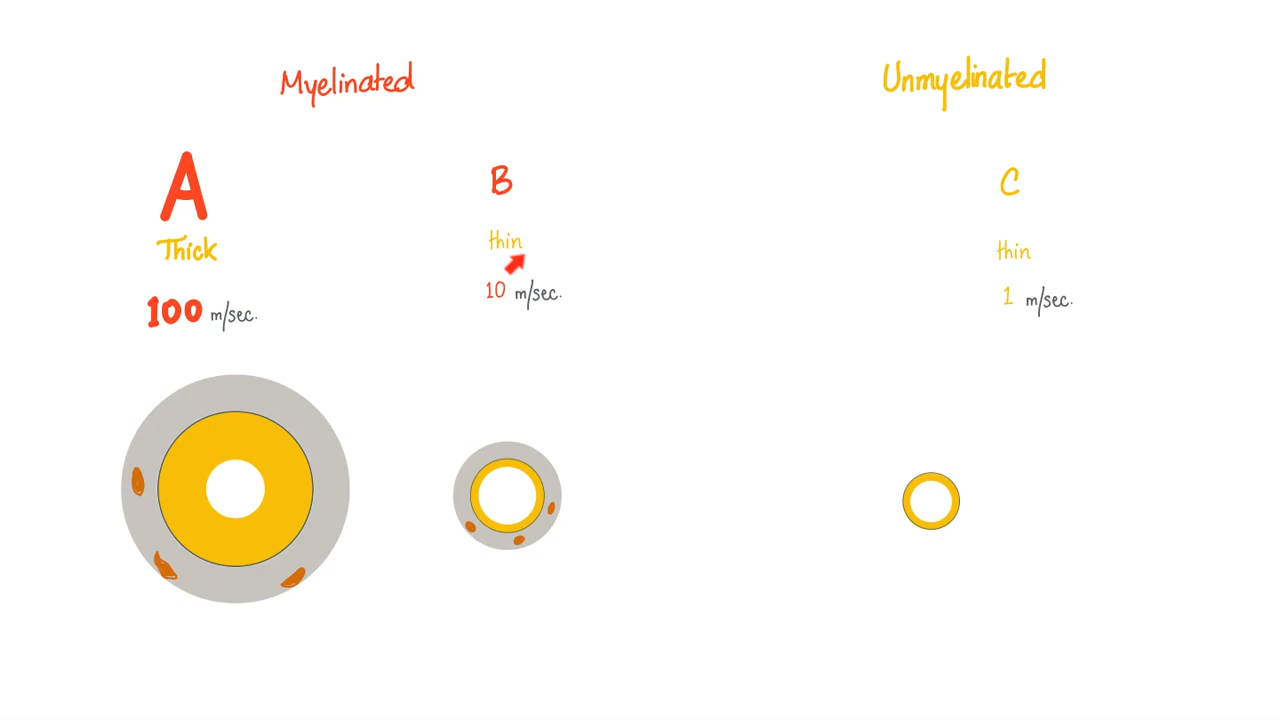 Myelinated
Unmyelinated
A
Thick
100 m/sec.
B
thin
10 m/sec.
C
thin
1 m/sec.